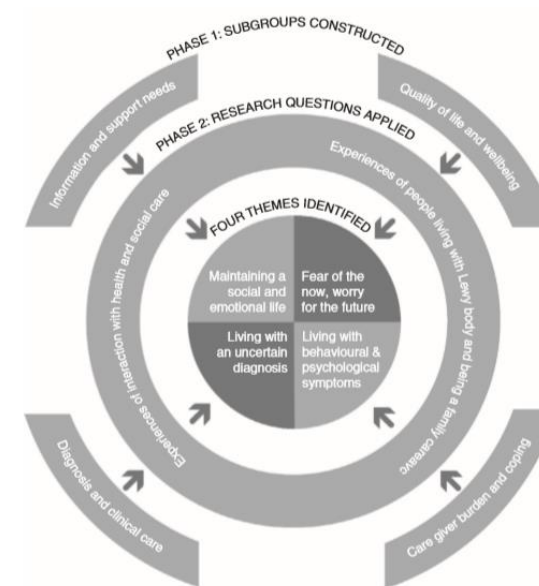 PHASE 1: SUBGROUPS CONSTRUCTED
Information and support needs
Quality of life and wellbeing
PHASE 2: RESEARCH QUESTIONS APPLIED
Experiences of interaction with health and social care
Experiences of people living with Lewy body and being a family careavc
FOUR THEMES IDENTIFIED
Maintaining a
social and
emotional life
Fear of the
now, worry
for the future
Living with
an uncertain
diagnosis
Living with
behavioural &
psychological
symptoms
Diagnosis and clinical care
Care giver burden and coping